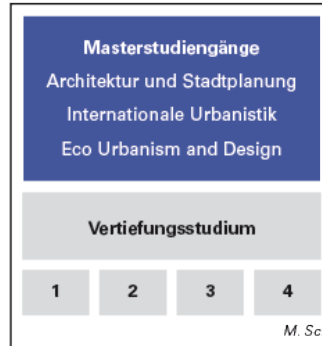 Masterstudiengänge
Architektur und Stadtplanung
Internationale Urbanistik
Eco Urbanism and Design
Vertiefungsstudium
1 2 3 4
M. Sc